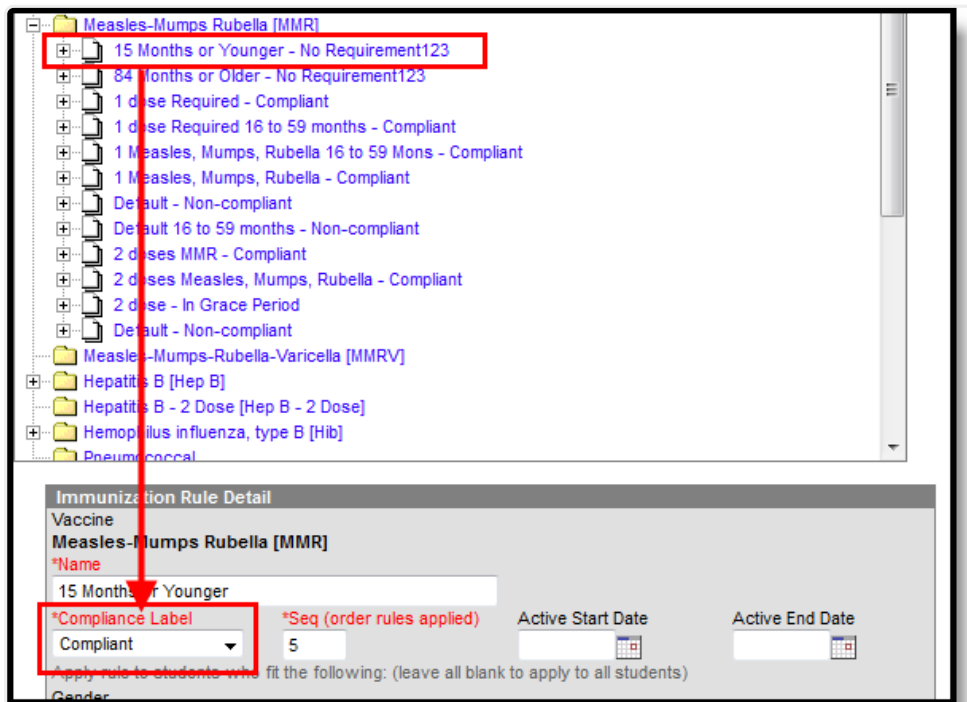 Measles-Mumps Rubella [MMR]
15 Months or Younger - No Requirement123
84 Months or Older - No Requirement123
1 dose Required - Compliant
1 dose Required 16 to 59 months - Compliant
1 Measles, Mumps, Rubella 16 to 59 Mons - Compliant
1 Measles, Mumps, Rubella - Compliant
Default - Non-compliant
Default 16 to 59 months - Non-compliant
2 doses MMR - Compliant
2 doses Measles, Mumps, Rubella - Compliant
2 dose - In Grace Period
Default - Non-compliant
Measles-Mumps-Rubella-Varicella [MMRV]
Hepatitis B [Hep B]
Hepatitis B - 2 Dose [Hep B - 2 Dose]
Hemophilus influenza, type B [Hib]
Pneumococcal
Immunization Rule Detail
Vaccine
Measles-Mumps Rubella [MMR]
*Name
15 Months or Younger
*Compliance Label *Seq (order rules applied) Active Start Date Active End Date
Compliant 5
Apply rule to students who fit the following: (leave all blank to apply to all students)
Gender